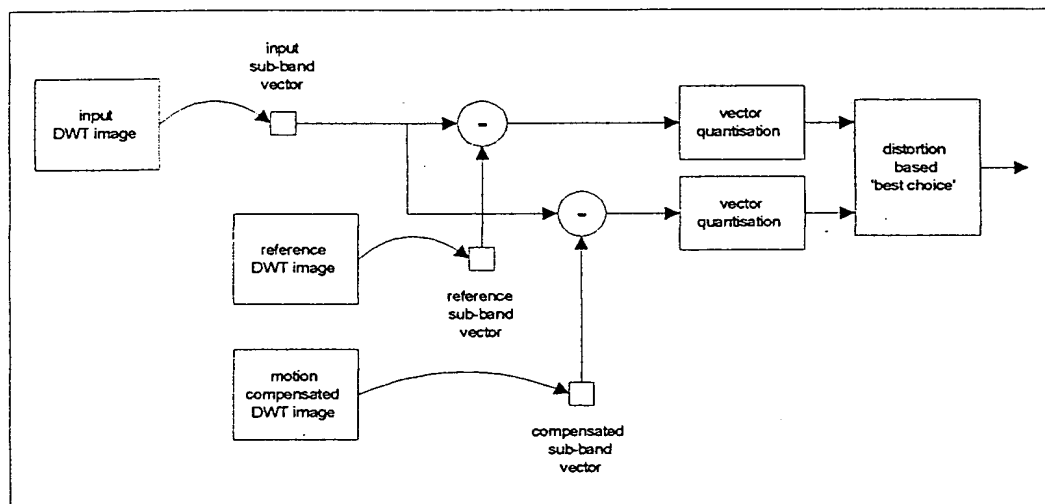 input
sub-band
vector
input
DWT image
-
vector
quantisation
distortion
based
'best choice'
-
vector
quantisation
reference
DWT image
reference
sub-band
vector
motion
compensated
DWT image
compensated
sub-band
vector